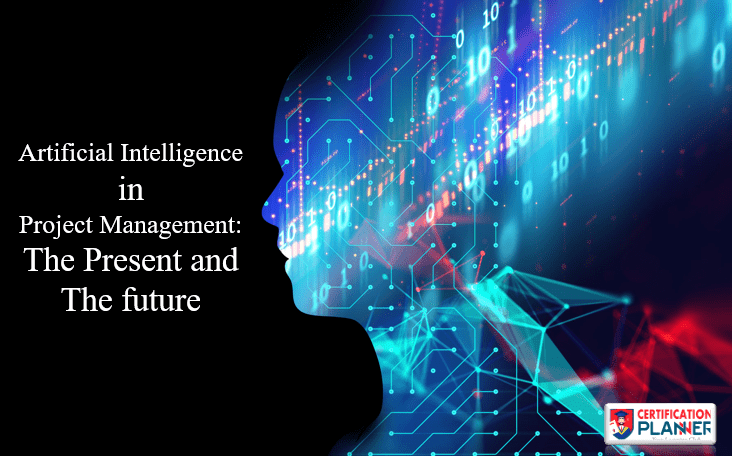 Artificial Intelligence
in
Project Management:
The Present and
The future
CERTIFICATION
PLANNER